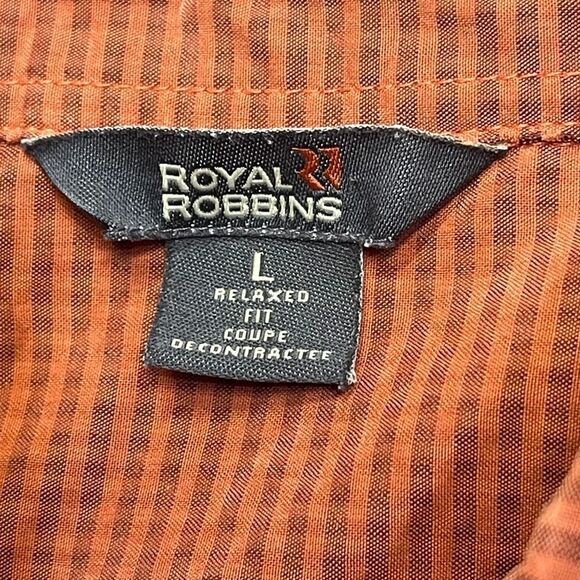 ROYAL
ROBBINS
L
RELAXED
FIT
COUPE
DECONTRACTEE